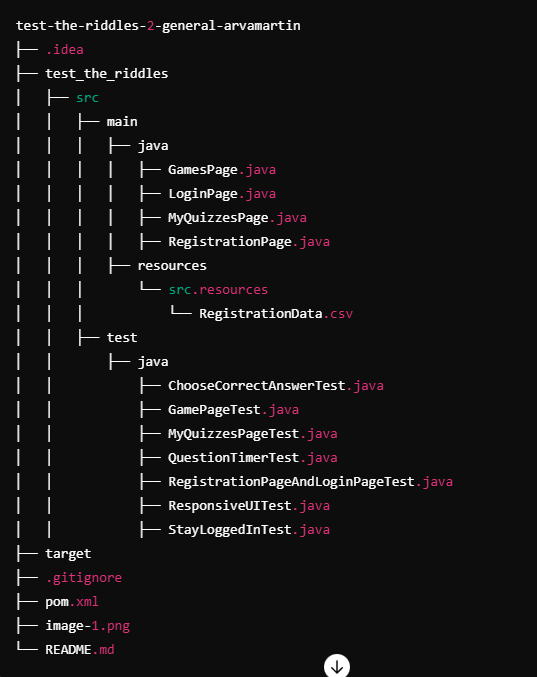 test-the-riddles-2-general-arvamartin
├── .idea
├── test_the_riddles
│   ├── src
│   │   ├── main
│   │   │   ├── java
│   │   │   │   ├── GamesPage.java
│   │   │   │   ├── LoginPage.java
│   │   │   │   ├── MyQuizzesPage.java
│   │   │   │   ├── RegistrationPage.java
│   │   │   ├── resources
│   │   │       └── src.resources
│   │   │           └── RegistrationData.csv
│   │   ├── test
│   │       ├── java
│   │           ├── ChooseCorrectAnswerTest.java
│   │           ├── GamePageTest.java
│   │           ├── MyQuizzesPageTest.java
│   │           ├── QuestionTimerTest.java
│   │           ├── RegistrationPageAndLoginPageTest.java
│   │           ├── ResponsiveUITest.java
│   │           ├── StayLoggedInTest.java
├── target
├── .gitignore
├── pom.xml
├── image-1.png
└── README.md